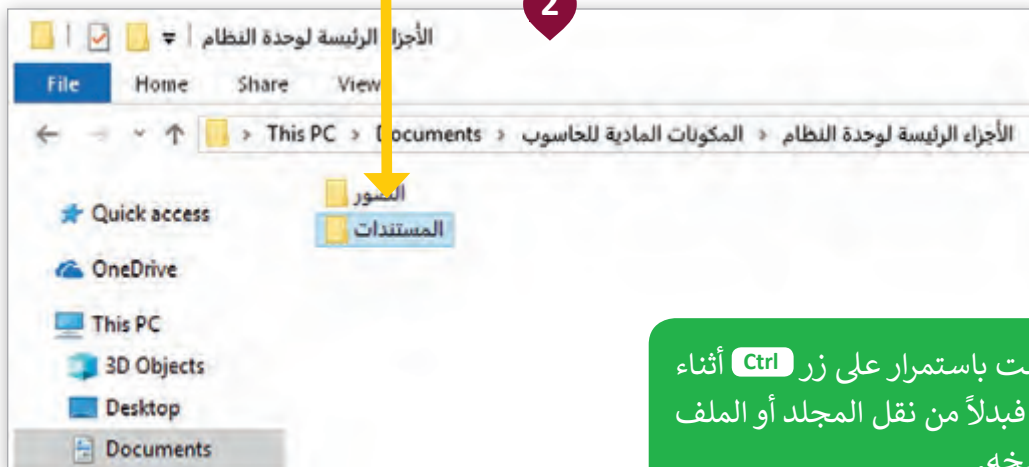 2
الأجزاء الرئيسة لوحدة النظام
File Home Share View
This PC > Documents > المكونات المادية للحاسوب > الأجزاء الرئيسة لوحدة النظام
الصور
المستندات
Quick access
OneDrive
This PC
3D Objects
Desktop
Documents
باستمرار على زر Ctrl أثناء
فبدلاً من نقل المجلد أو الملف